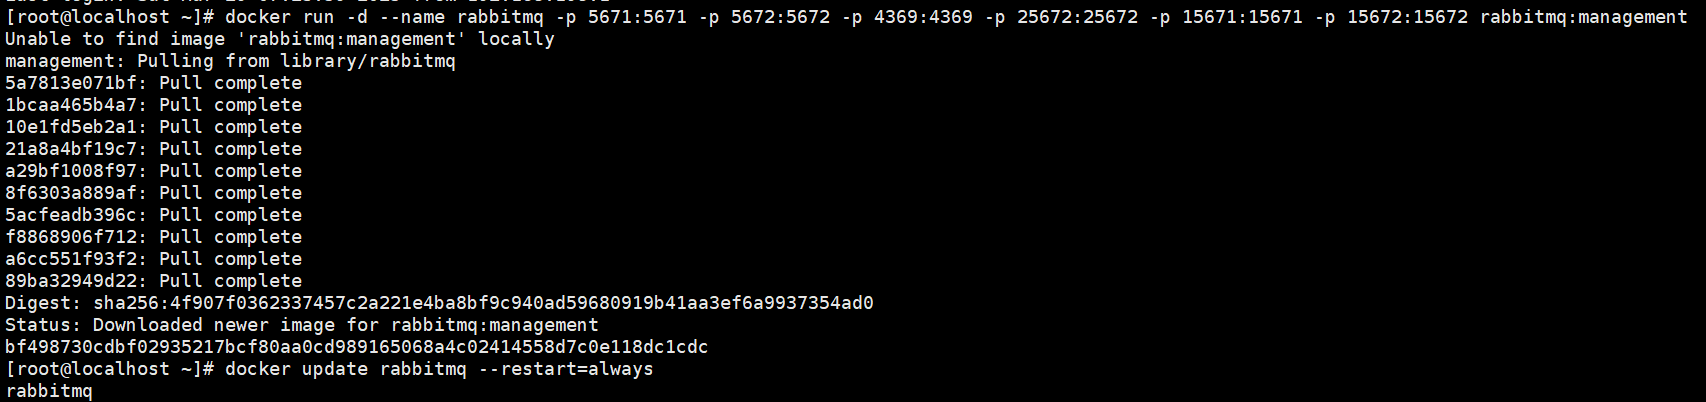 [root@localhost ~]# docker run -d --name rabbitmq -p 5671:5671 -p 5672:5672 -p 4369:4369 -p 25672:25672 -p 15671:15671 -p 15672:15672 rabbitmq:management
Unable to find image 'rabbitmq:management' locally
management: Pulling from library/rabbitmq
5a7813e071bf: Pull complete
1bcaa465b4a7: Pull complete
10e1fd5eb2a1: Pull complete
21a8a4bf19c7: Pull complete
a29bf1008f97: Pull complete
8f6303a889af: Pull complete
5acfeadb396c: Pull complete
f8868906f712: Pull complete
a6cc551f93f2: Pull complete
89ba32949d22: Pull complete
Digest: sha256:4f907f0362337457c2a221e4ba8bf9c940ad59680919b41aa3ef6a9937354ad0
Status: Downloaded newer image for rabbitmq:management
bf498730cdbf02935217bcf80aa0cd989165068a4c02414558d7c0e118dc1cdc
[root@localhost ~]# docker update rabbitmq --restart=always
rabbitmq